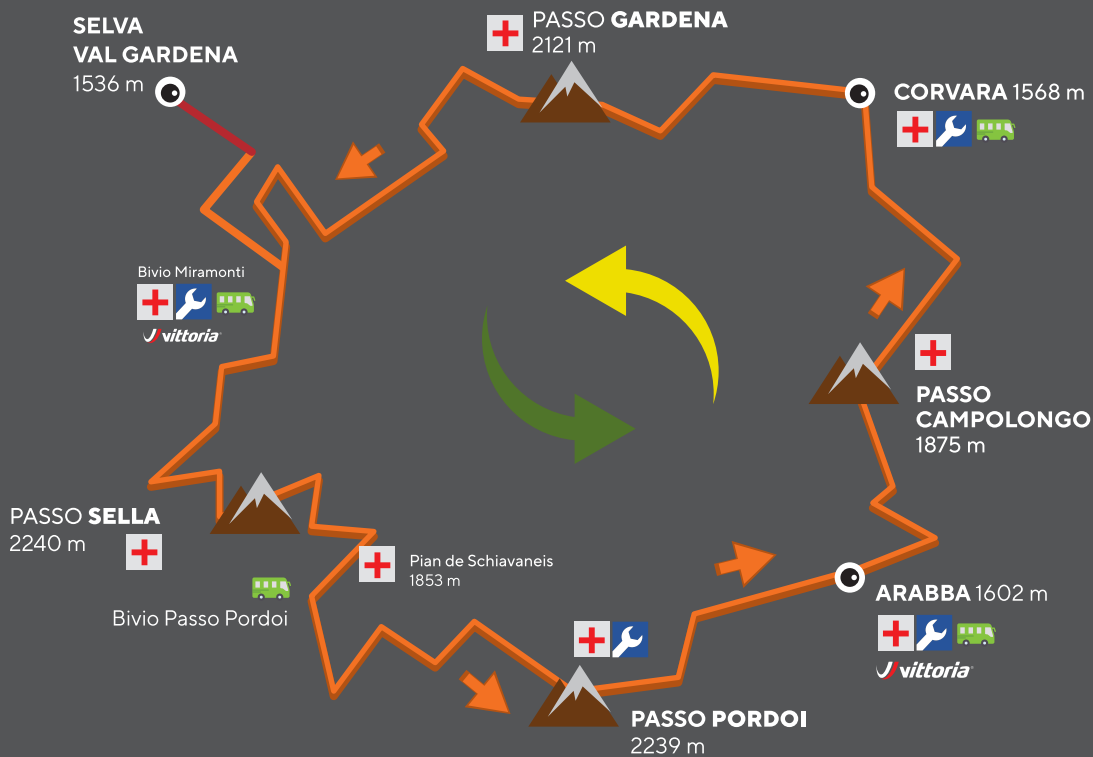 SELVA
VAL GARDENA
1536 m
PASSO GARDENA
2121 m
CORVARA 1568 m
Bivio Miramonti
vittoria
PASSO
CAMPOLONGO
1875 m
PASSO SELLA
2240 m
Pian de Schiavaneis
1853 m
Bivio Passo Pordoi
ARABBA 1602 m
vittoria
PASSO PORDOI
2239 m